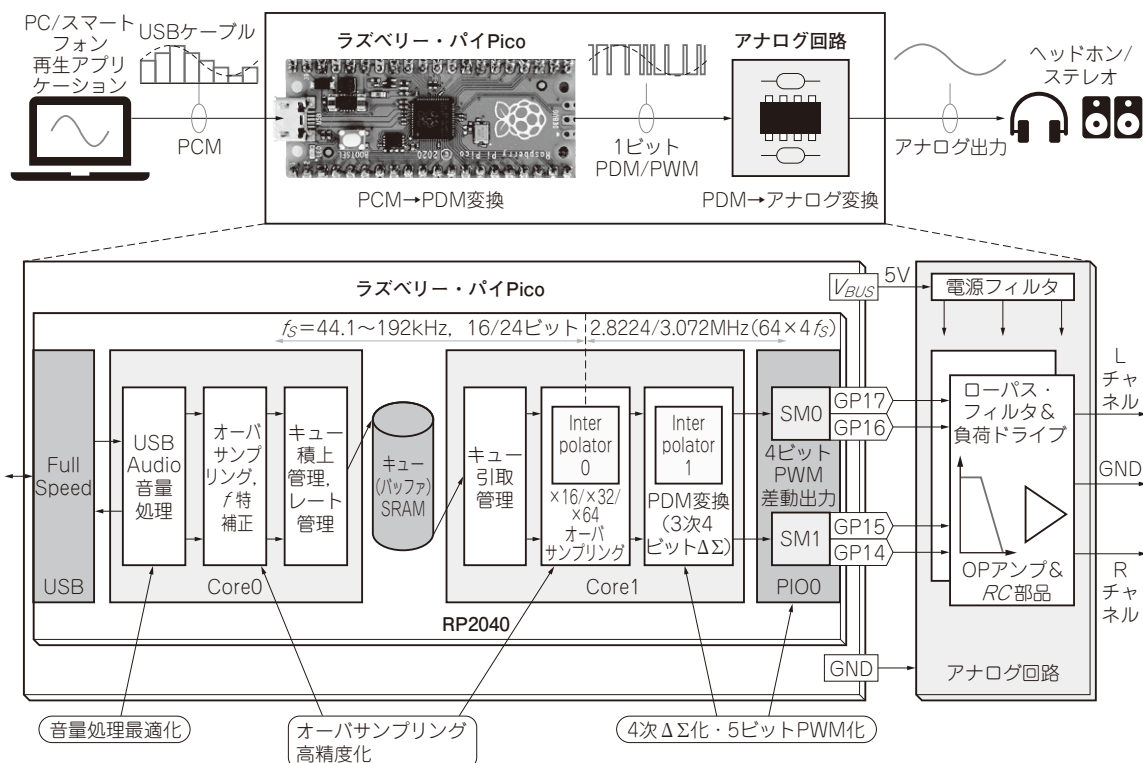 PC/スマート
フォン
再生アプリ
ケーション
USBケーブル
PCM
ラズベリー・パイPico
BOOTSEL
Raspberry Pi Pico © 2020
DEBUG
PCM→PDM変換
1ビット
PDM/PWM
アナログ回路
PDM→アナログ変換
アナログ出力
ヘッドホン/
ステレオ
ラズベリー・パイPico
VBUS
5V
電源フィルタ
fS=44.1~192kHz, 16/24ビット
2.8224/3.072MHz(64×4fS)
Full
Speed
USB
USB
Audio
音量
処理
オーバ
サンプ
リング,
f特
補正
キュー
積上
管理,
レート
管理
Core0
キュー
(バッファ)
SRAM
キュー
引取
管理
Inter
polator
0
×16/×32/
×64
オーバ
サンプリング
Inter
polator
1
PDM変換
(3次4
ビットΔΣ)
Core1
SM0
4ビット
PWM
差動出力
SM1
PIO0
GP17
GP16
GP15
GP14
RP2040
GND
ローパス・
フィルタ&
負荷ドライブ
OPアンプ&
RC部品
アナログ回路
L
チャネル
GND
R
チャネル
音量処理最適化
オーバサンプリング
高精度化
4次ΔΣ化・5ビットPWM化